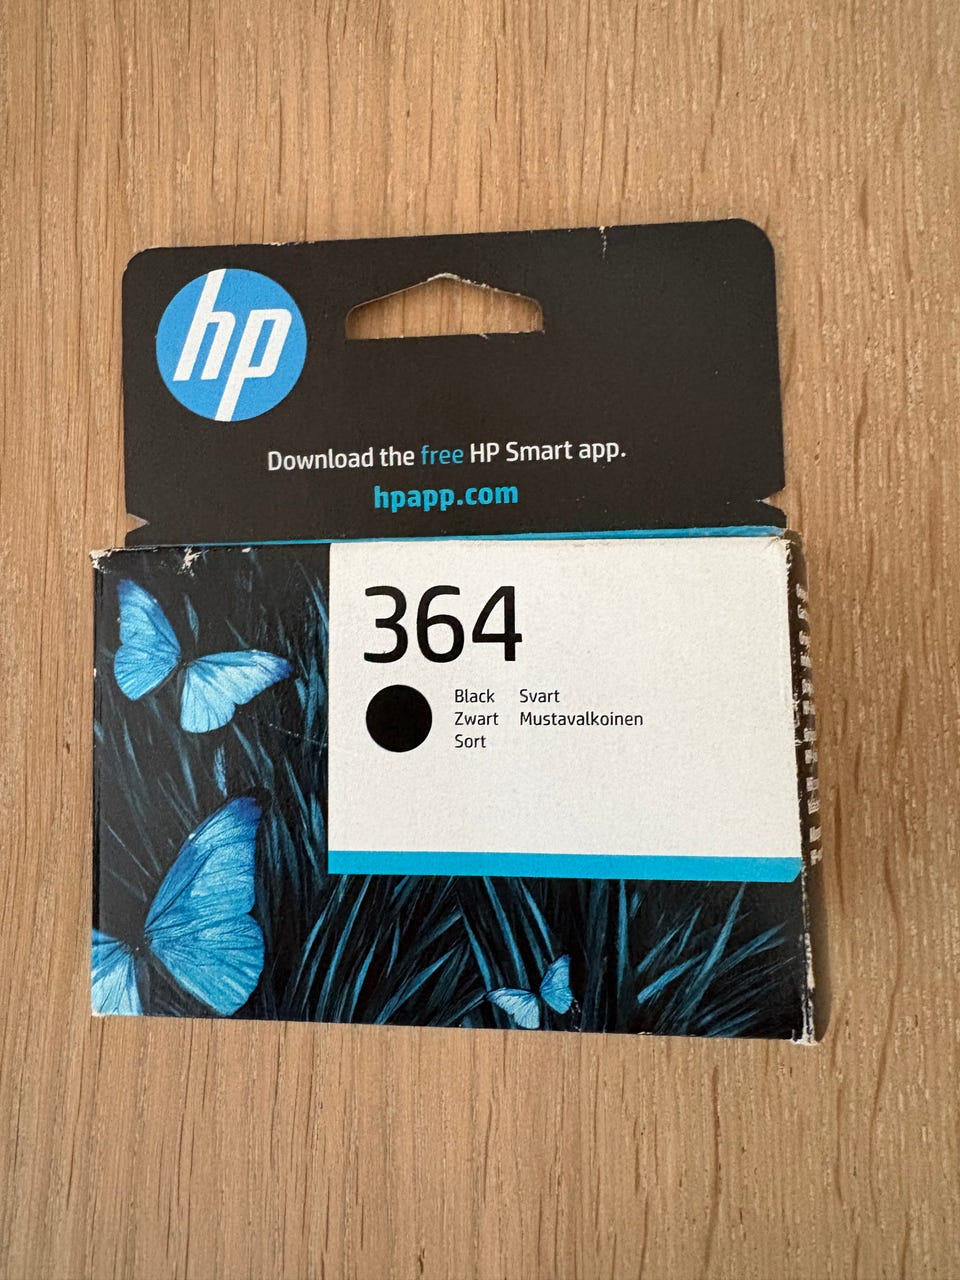 hp
Download the free HP Smart app.
hpapp.com
364
Black Svart
Zwart Mustavalkoinen
Sort